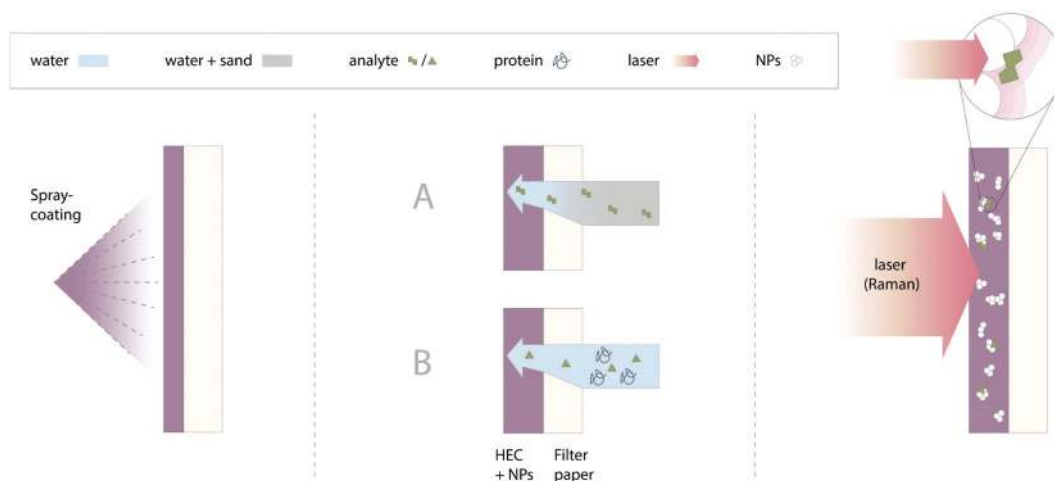 water
water + sand
analyte /
protein
laser
NPs
Spray-
coating
A
B
HEC
+ NPs
Filter
paper
laser
(Raman)